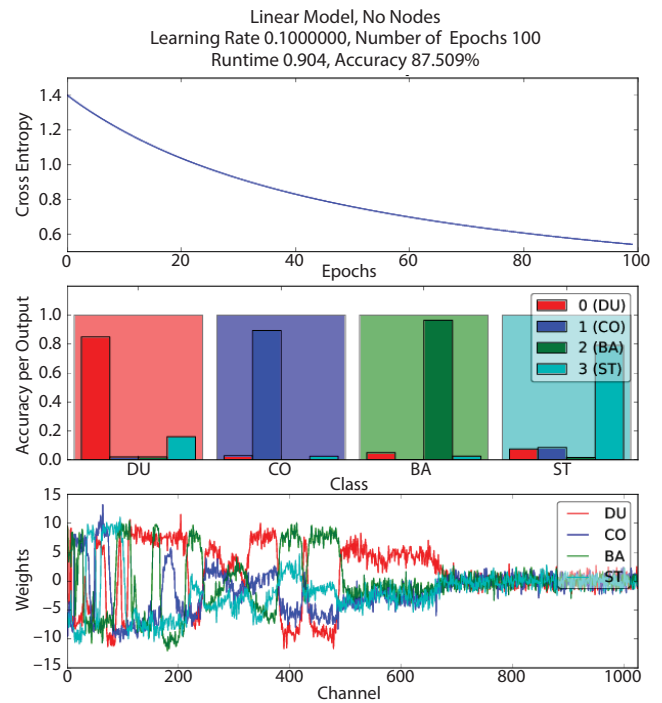 Linear Model, No Nodes
Learning Rate 0.1000000, Number of Epochs 100
Runtime 0.904, Accuracy 87.509%
1.4
1.2
1.0
0.8
0.6
Cross Entropy
0 20 40 60 80 100
Epochs
1.0
0.8
0.6
0.4
0.2
0.0
Accuracy per Output
0 (DU)
1 (CO)
2 (BA)
3 (ST)
DU CO BA ST
Class
15
10
5
0
−5
−10
−15
Weights
DU
CO
BA
ST
0 200 400 600 800 1000
Channel